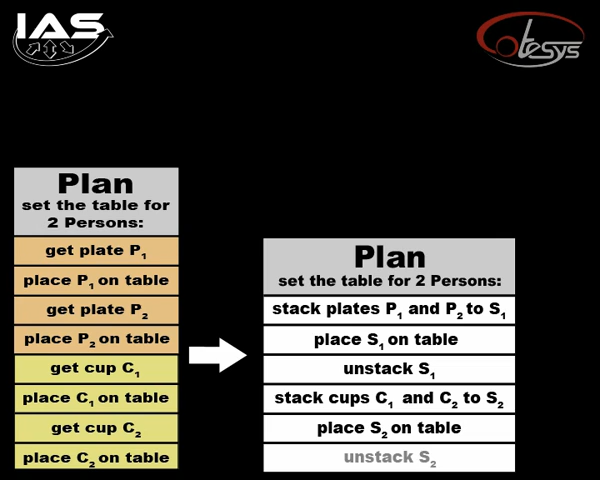 IAS
Cotesys
Plan
set the table for
2 Persons:
get plate P1
place P1 on table
get plate P2
place P2 on table
get cup C1
place C1 on table
get cup C2
place C2 on table
Plan
set the table for 2 Persons:
stack plates P1 and P2 to S1
place S1 on table
unstack S1
stack cups C1 and C2 to S2
place S2 on table
unstack S2